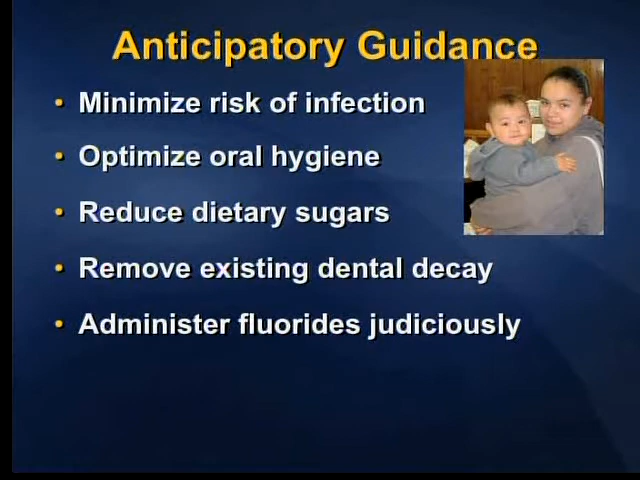 Anticipatory Guidance
• Minimize risk of infection
• Optimize oral hygiene
• Reduce dietary sugars
• Remove existing dental decay
• Administer fluorides judiciously